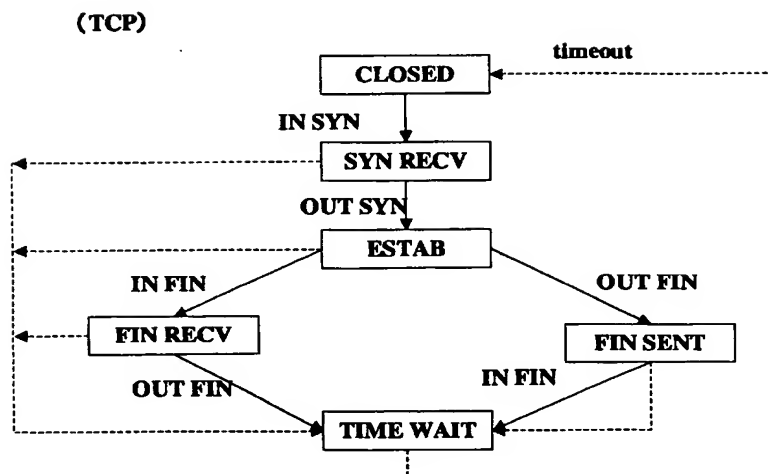 (TCP)
timeout
CLOSED
IN SYN
SYN RECV
OUT SYN
ESTAB
IN FIN
OUT FIN
FIN RECV
FIN SENT
OUT FIN
IN FIN
TIME WAIT